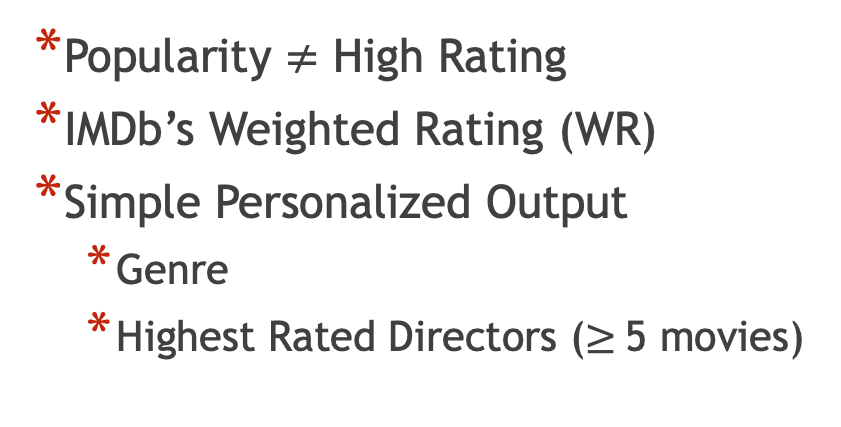 * Popularity ≠ High Rating
* IMDb’s Weighted Rating (WR)
* Simple Personalized Output
* Genre
* Highest Rated Directors (≥ 5 movies)